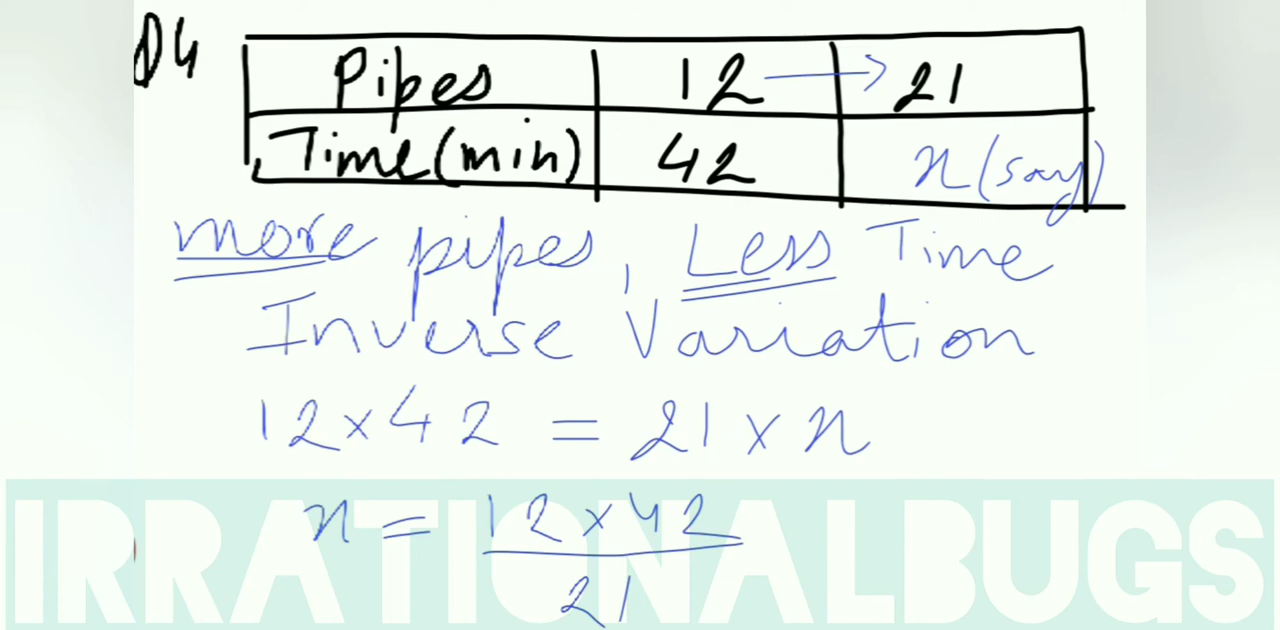 Q4
Pipes 12 → 21
Time (min) 42 x (say)
more pipes, Less Time
Inverse Variation
12 × 42 = 21 × x
x = 12 × 42
21
IRRATIONALBUGS